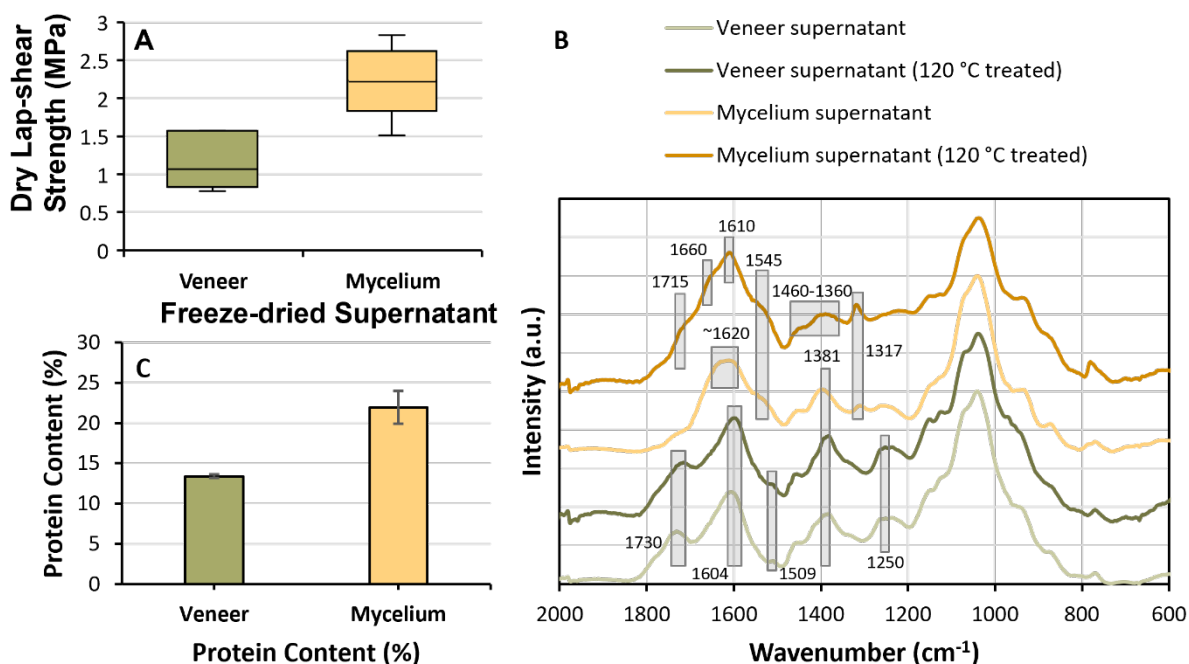 A
Dry Lap-shear
Strength (MPa)
3
2.5
2
1.5
1
0.5
0
Veneer
Mycelium
Freeze-dried Supernatant
B
Veneer supernatant
Veneer supernatant (120 °C treated)
Mycelium supernatant
Mycelium supernatant (120 °C treated)
Intensity (a.u.)
1610
1660
1545
1715
1460-1360
~1620
1381
1317
1730
1604
1509
1250
2000
1800
1600
1400
1200
1000
800
600
Wavenumber (cm⁻¹)
C
Protein Content (%)
30
25
20
15
10
5
0
Veneer
Mycelium
Protein Content (%)